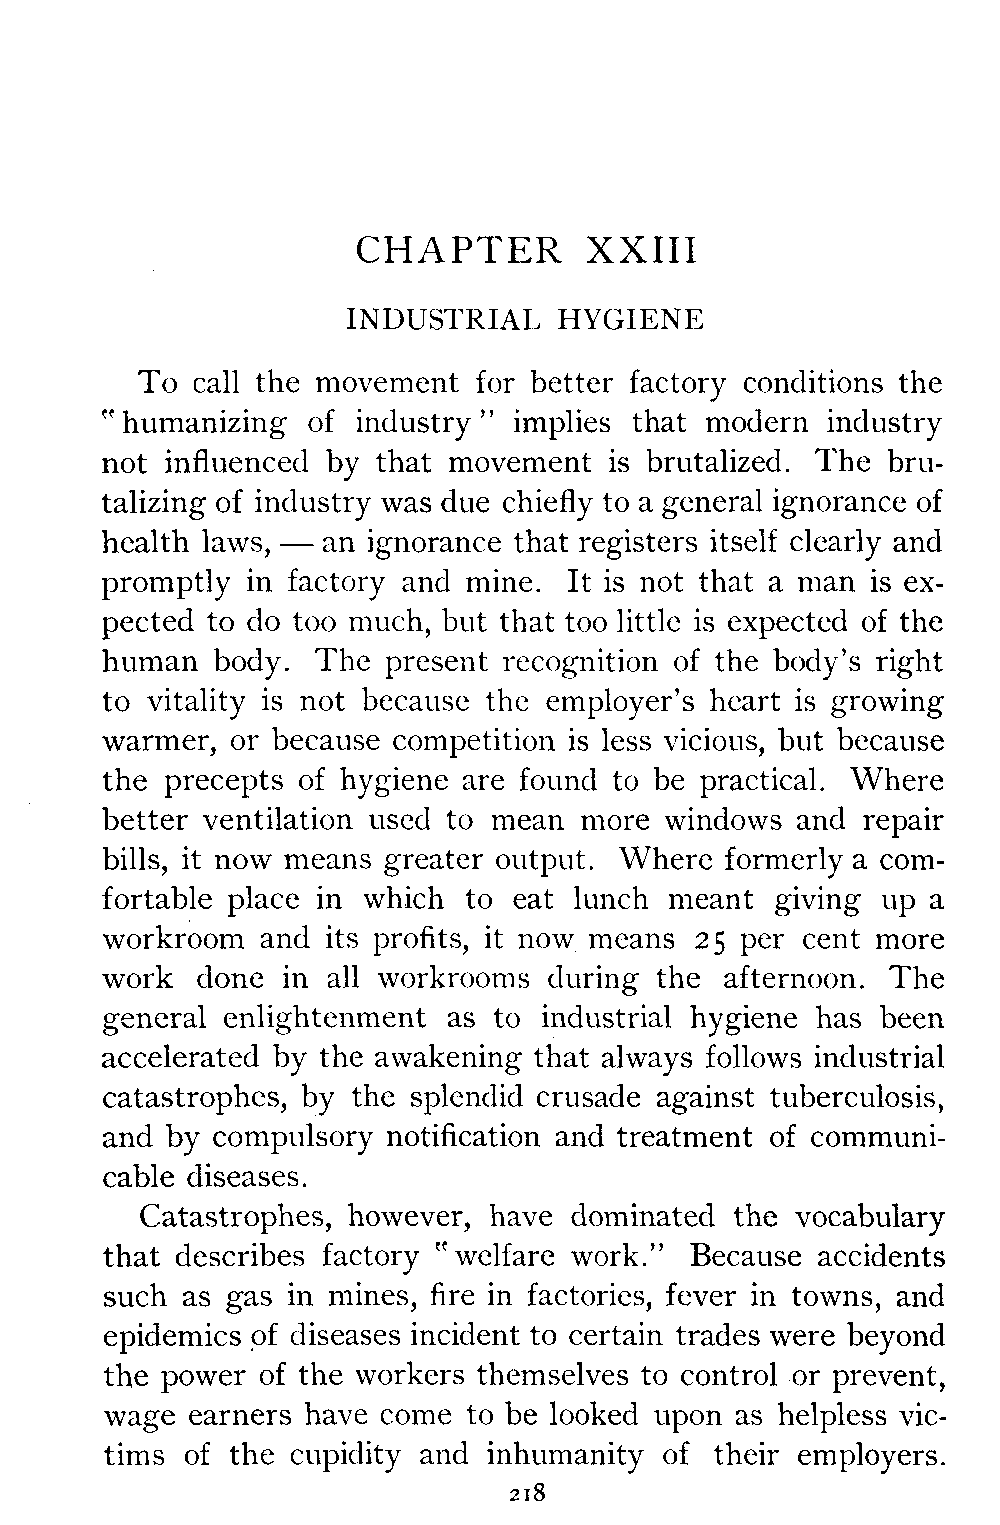 CHAPTER XXIII
INDUSTRIAL HYGIENE
To call the movement for better factory conditions the
"humanizing of industry" implies that modern industry
not influenced by that movement is brutalized. The bru-
talizing of industry was due chiefly to a general ignorance of
health laws, — an ignorance that registers itself clearly and
promptly in factory and mine. It is not that a man is ex-
pected to do too much, but that too little is expected of the
human body. The present recognition of the body's right
to vitality is not because the employer's heart is growing
warmer, or because competition is less vicious, but because
the precepts of hygiene are found to be practical. Where
better ventilation used to mean more windows and repair
bills, it now means greater output. Where formerly a com-
fortable place in which to eat lunch meant giving up a
workroom and its profits, it now means 25 per cent more
work done in all workrooms during the afternoon. The
general enlightenment as to industrial hygiene has been
accelerated by the awakening that always follows industrial
catastrophes, by the splendid crusade against tuberculosis,
and by compulsory notification and treatment of communi-
cable diseases.
Catastrophes, however, have dominated the vocabulary
that describes factory "welfare work." Because accidents
such as gas in mines, fire in factories, fever in towns, and
epidemics of diseases incident to certain trades were beyond
the power of the workers themselves to control or prevent,
wage earners have come to be looked upon as helpless vic-
tims of the cupidity and inhumanity of their employers.
218